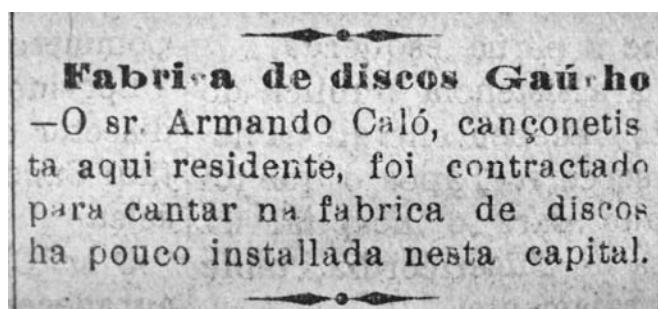 Fabrica de discos Gaúcho
—O sr. Armando Caló, cançonetis
ta aqui residente, foi contractado
para cantar na fabrica de discos
ha pouco installada nesta capital.